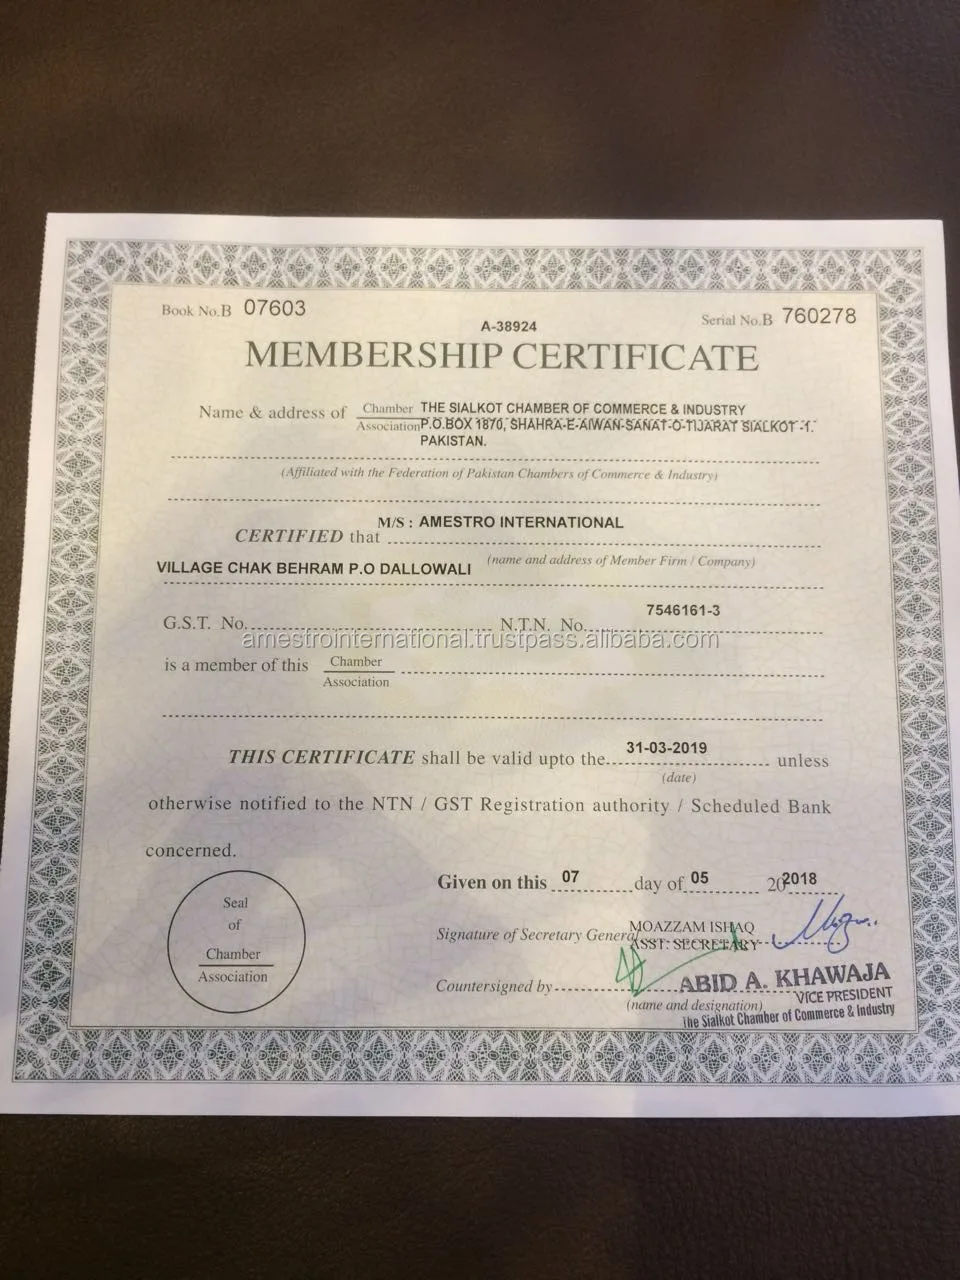 Book No.B 07603
A-38924
Serial No.B 760278
MEMBERSHIP CERTIFICATE
Name & address of Chamber THE SIALKOT CHAMBER OF COMMERCE & INDUSTRY
Association P.O.BOX 1870, SHAHRA-E-AIWAN-SANAT-O-TIJARAT SIALKOT -1.
PAKISTAN.
(Affiliated with the Federation of Pakistan Chambers of Commerce & Industry)
M/S : AMESTRO INTERNATIONAL
CERTIFIED that
(name and address of Member Firm / Company)
VILLAGE CHAK BEHRAM P.O DALLOWALI
7546161-3
G.S.T. No. N.T.N. No.
amestrointernational.trustpass.alibaba.com
is a member of this Chamber
Association
THIS CERTIFICATE shall be valid upto the 31-03-2019 unless
(date)
otherwise notified to the NTN / GST Registration authority / Scheduled Bank
concerned.
Given on this 07 day of 05 20 2018
Seal
of
Chamber
Association
MOAZZAM ISHAQ
Signature of Secretary General ASST: SECRETARY
Countersigned by ABID A. KHAWAJA
(name and designation) VICE PRESIDENT
The Sialkot Chamber of Commerce & Industry